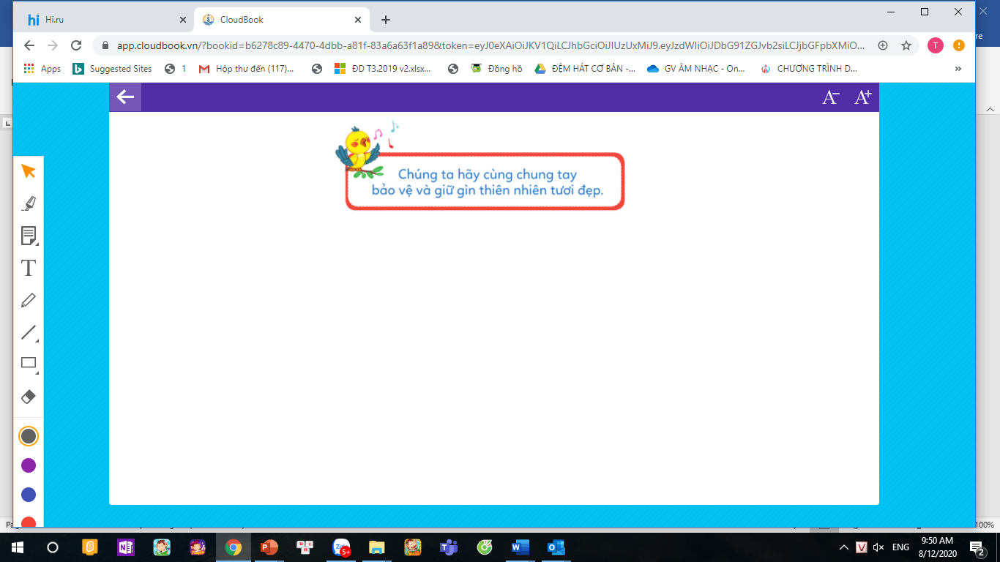 Hi.ru
CloudBook
app.cloudbook.vn/?bookid=b6278c89-4470-4dbb-a81f-83a6a63f1a89&token=eyJ0eXAiOiJKV1QiLCJhbGciOiJIUzUxMiJ9.eyJzdWIiOiJDbG91ZGJvb2siLCJjbGFpbXMiO...
Apps
Suggested Sites
1
Hộp thư đến (117)...
ĐD T3.2019 v2.xlsx...
Đồng hồ
ĐỆM HÁT CƠ BẢN -...
GV ÂM NHẠC - On...
CHƯƠNG TRÌNH D...
A- A+
Chúng ta hãy cùng chung tay
bảo vệ và giữ gìn thiên nhiên tươi đẹp.
T
100%
ENG
9:50 AM
8/12/2020